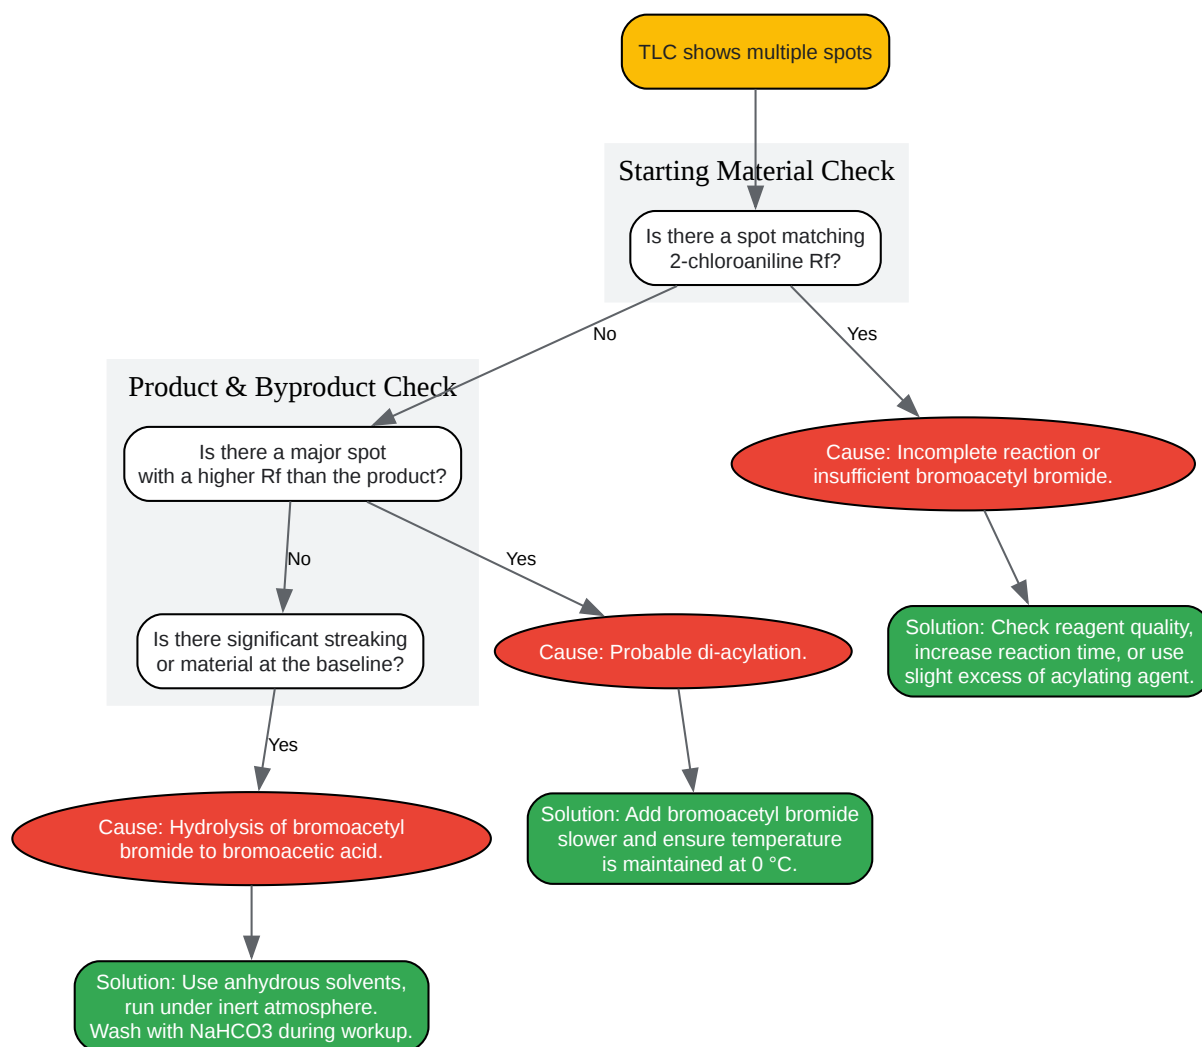 TLC shows multiple spots
Starting Material Check
Is there a spot matching
2-chloroaniline Rf?
No
Yes
Product & Byproduct Check
Is there a major spot
with a higher Rf than the product?
Cause: Incomplete reaction or
insufficient bromoacetyl bromide.
No
Yes
Is there significant streaking
or material at the baseline?
Cause: Probable di-acylation.
Solution: Check reagent quality,
increase reaction time, or use
slight excess of acylating agent.
Yes
Cause: Hydrolysis of bromoacetyl
bromide to bromoacetic acid.
Solution: Add bromoacetyl bromide
slower and ensure temperature
is maintained at 0 °C.
Solution: Use anhydrous solvents,
run under inert atmosphere.
Wash with NaHCO3 during workup.